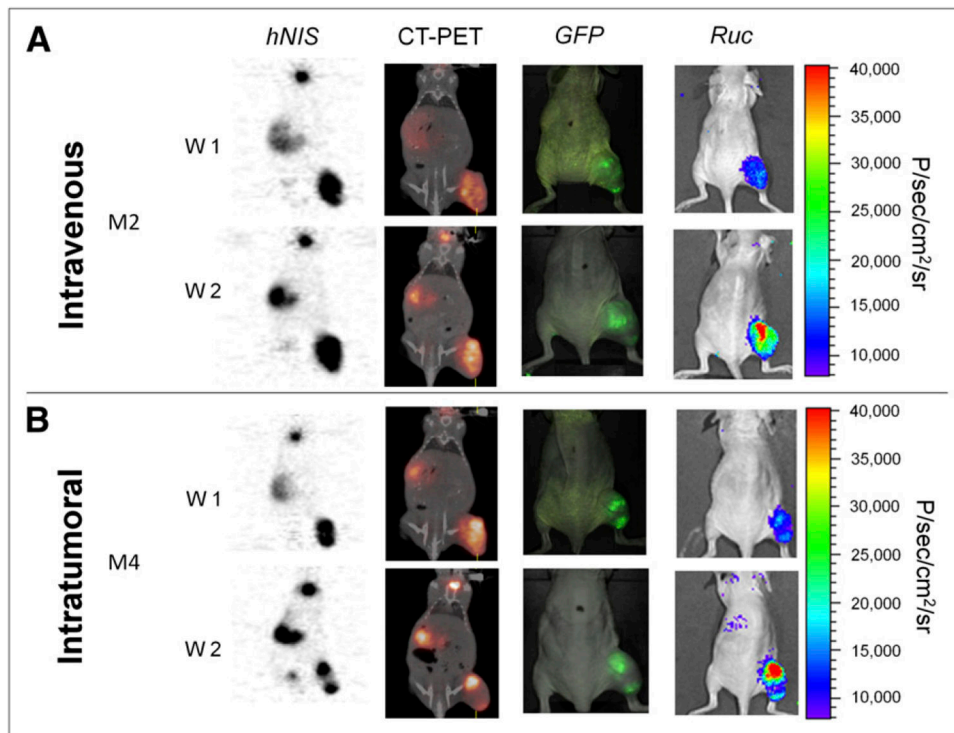 A
hNIS
CT-PET
GFP
Ruc
Intravenous
M2
W 1
W 2
40,000
35,000
30,000
25,000
20,000
15,000
10,000
P/sec/cm²/sr
B
Intratumoral
M4
W 1
W 2
40,000
35,000
30,000
25,000
20,000
15,000
10,000
P/sec/cm²/sr